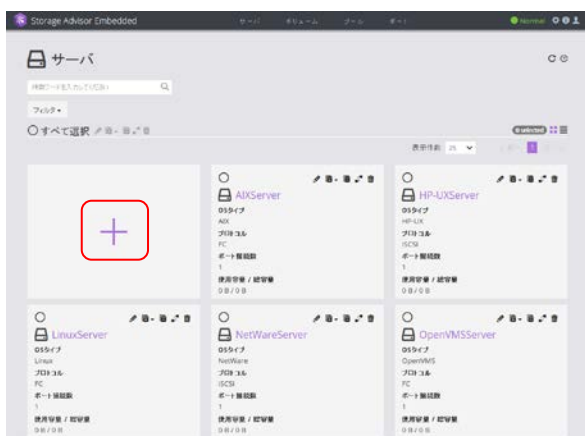 Storage Advisor Embedded サーバ ボリューム プール ポート Normal
サーバ
検索ワードを入力してください
フィルタ
すべて選択 0 selected
表示件数 25 1
AIXServer
OSタイプ
AIX
プロトコル
FC
ポート接続数
1
使用容量 / 総容量
0 B / 0 B
HP-UXServer
OSタイプ
HP-UX
プロトコル
iSCSI
ポート接続数
1
使用容量 / 総容量
0 B / 0 B
LinuxServer
OSタイプ
Linux
プロトコル
FC
ポート接続数
1
使用容量 / 総容量
0 B / 0 B
NetWareServer
OSタイプ
NetWare
プロトコル
iSCSI
ポート接続数
1
使用容量 / 総容量
0 B / 0 B
OpenVMSServer
OSタイプ
OpenVMS
プロトコル
FC
ポート接続数
1
使用容量 / 総容量
0 B / 0 B